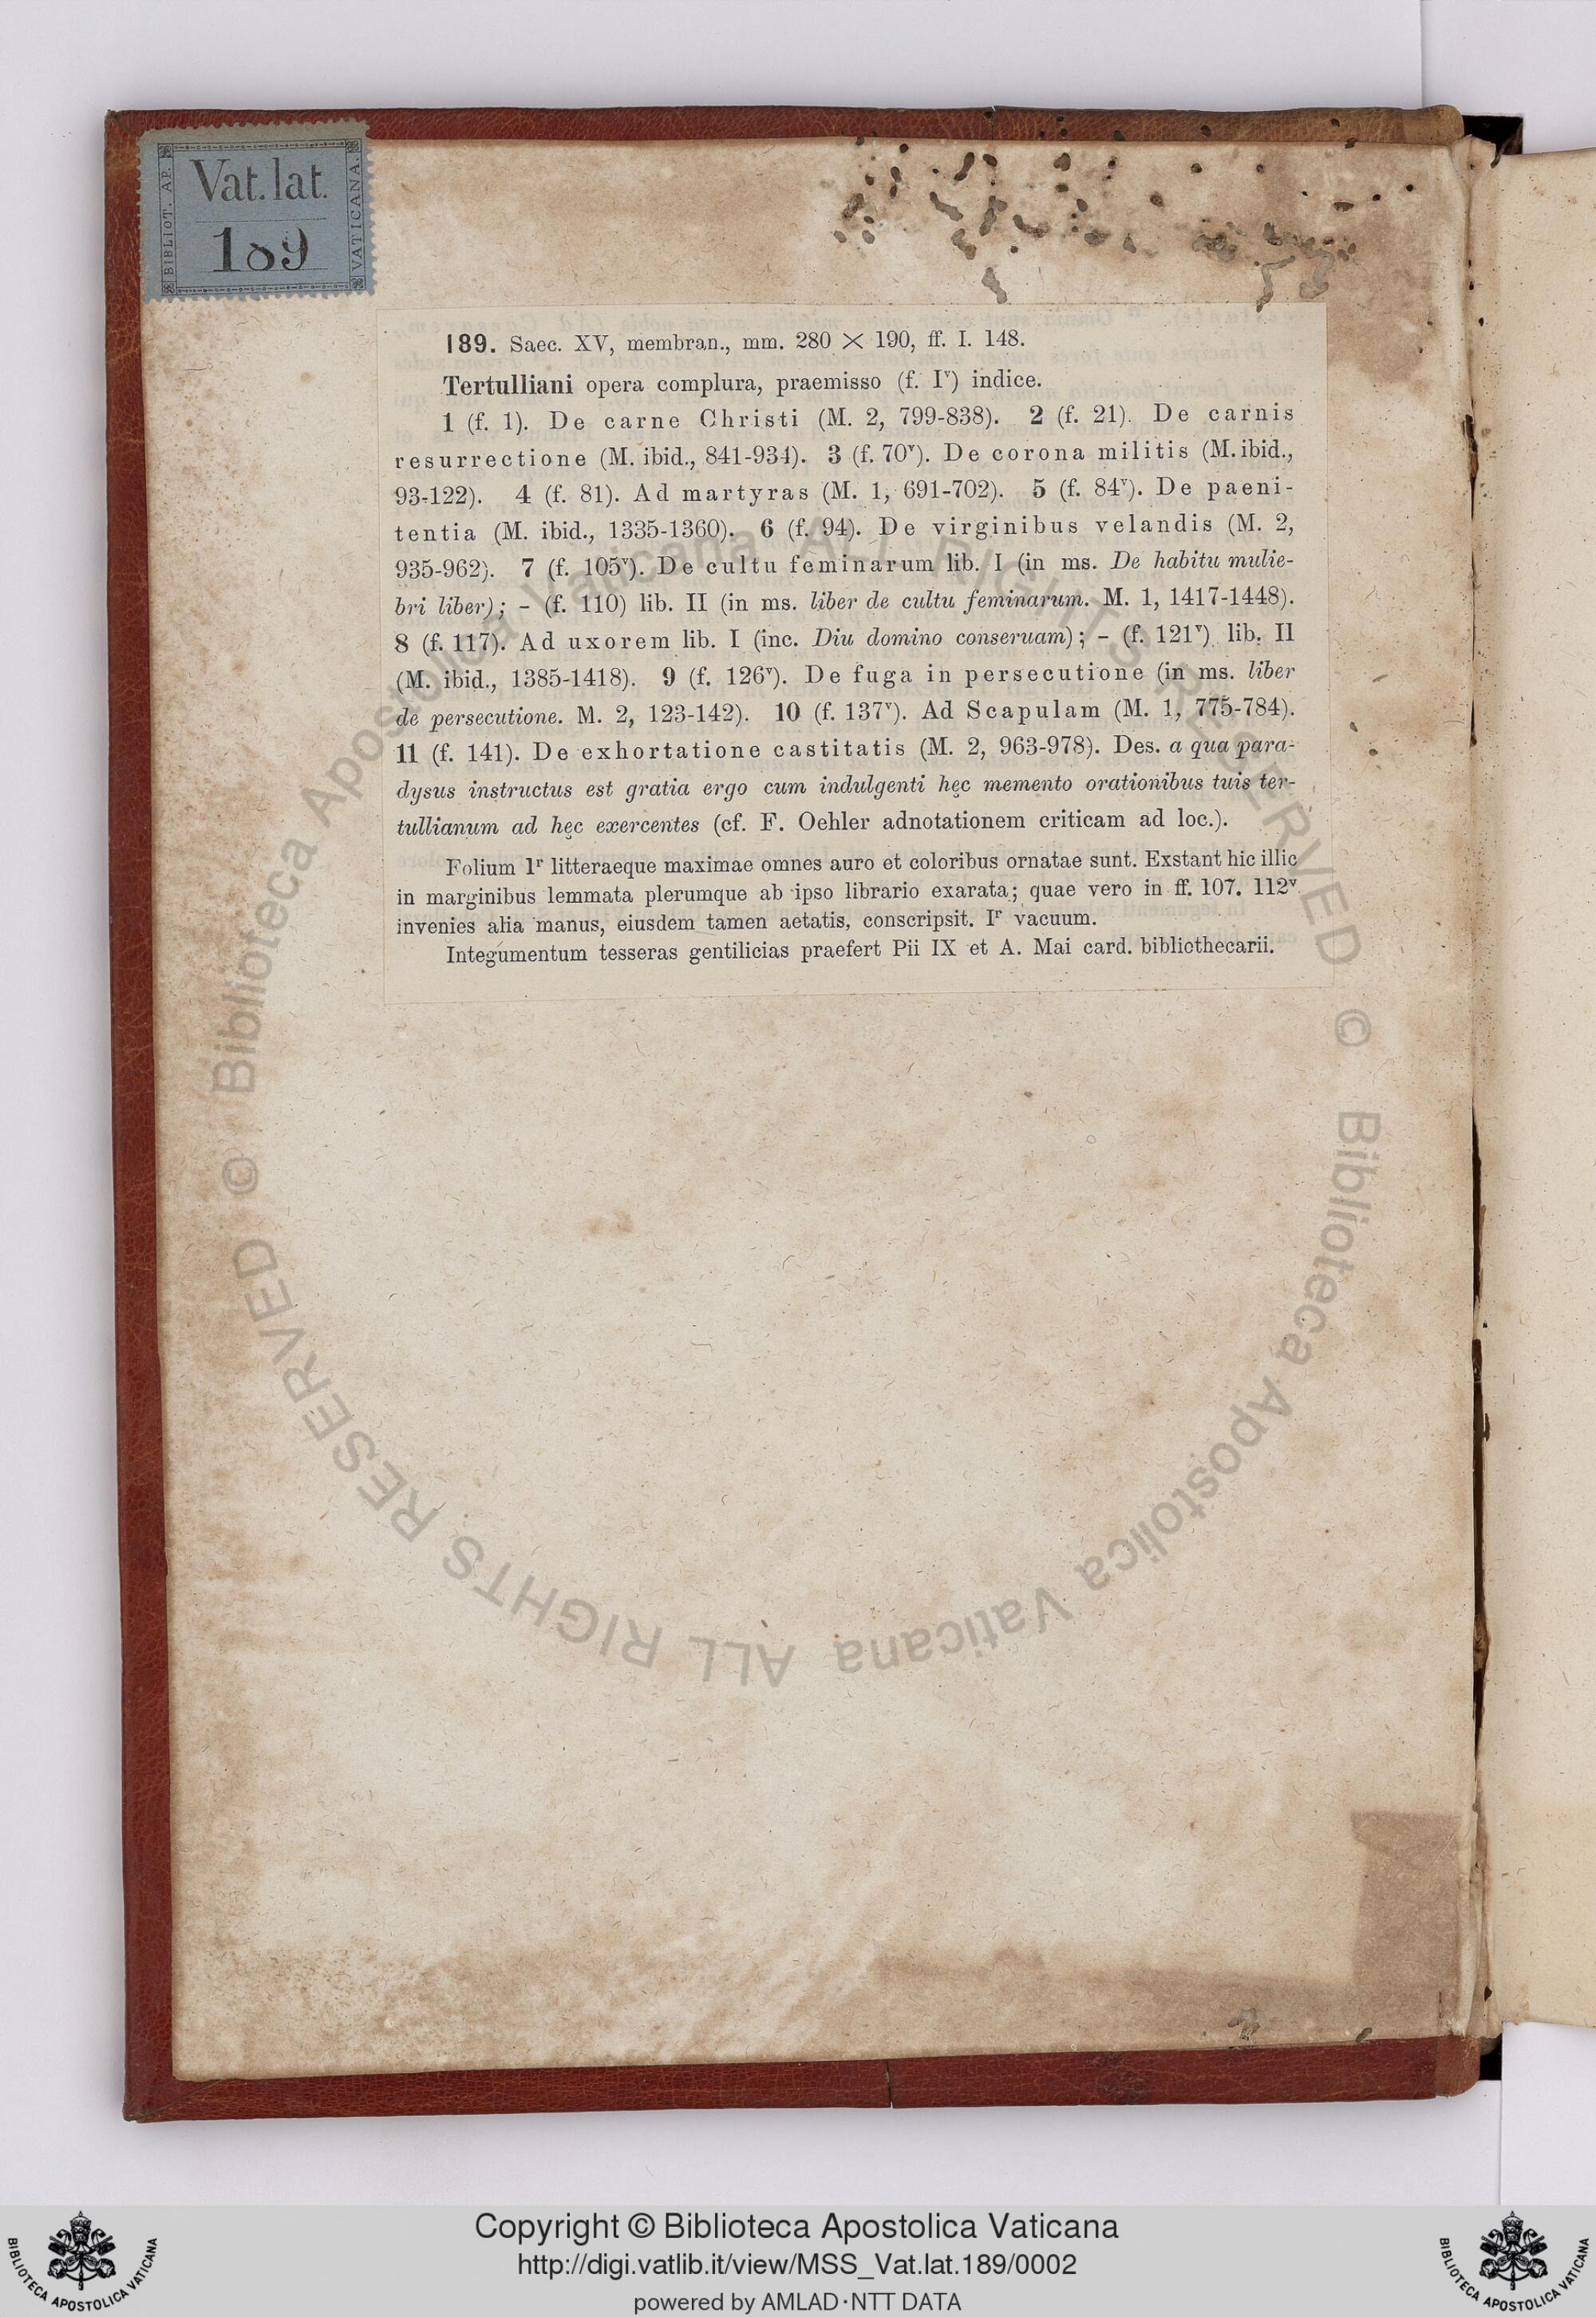 BIBLIOT. AP. VATICANA.
Vat. lat.
189
189. Saec. XV, membran., mm. 280 × 190, ff. I. 148.
Tertulliani opera complura, praemisso (f. Iᵛ) indice.
1 (f. 1). De carne Christi (M. 2, 799-838). 2 (f. 21). De carnis
resurrectione (M. ibid., 841-934). 3 (f. 70ᵛ). De corona militis (M. ibid.,
93-122). 4 (f. 81). Ad martyras (M. 1, 691-702). 5 (f. 84ᵛ). De paeni-
tentia (M. ibid., 1335-1360). 6 (f. 94). De virginibus velandis (M. 2,
935-962). 7 (f. 105ᵛ). De cultu feminarum lib. I (in ms. De habitu mulie-
bri liber); - (f. 110) lib. II (in ms. liber de cultu feminarum. M. 1, 1417-1448).
8 (f. 117). Ad uxorem lib. I (inc. Diu domino conseruam); - (f. 121ᵛ) lib. II
(M. ibid., 1385-1418). 9 (f. 126ᵛ). De fuga in persecutione (in ms. liber
de persecutione. M. 2, 123-142). 10 (f. 137ᵛ). Ad Scapulam (M. 1, 775-784).
11 (f. 141). De exhortatione castitatis (M. 2, 963-978). Des. a qua para-
dysus instructus est gratia ergo cum indulgenti hęc memento orationibus tuis ter-
tullianum ad hęc exercentes (cf. F. Oehler adnotationem criticam ad loc.).
Folium 1ʳ litteraeque maximae omnes auro et coloribus ornatae sunt. Exstant hic illic
in marginibus lemmata plerumque ab ipso librario exarata; quae vero in ff. 107. 112ᵛ
invenies alia manus, eiusdem tamen aetatis, conscripsit. Iʳ vacuum.
Integumentum tesseras gentilicias praefert Pii IX et A. Mai card. bibliothecarii.
© Biblioteca Apostolica Vaticana ALL RIGHTS RESERVED © Biblioteca Apostolica Vaticana ALL RIGHTS RESERVED
Copyright © Biblioteca Apostolica Vaticana
http://digi.vatlib.it/view/MSS_Vat.lat.189/0002
powered by AMLAD·NTT DATA
BIBLIOTECA APOSTOLICA VATICANA
BIBLIOTECA APOSTOLICA VATICANA